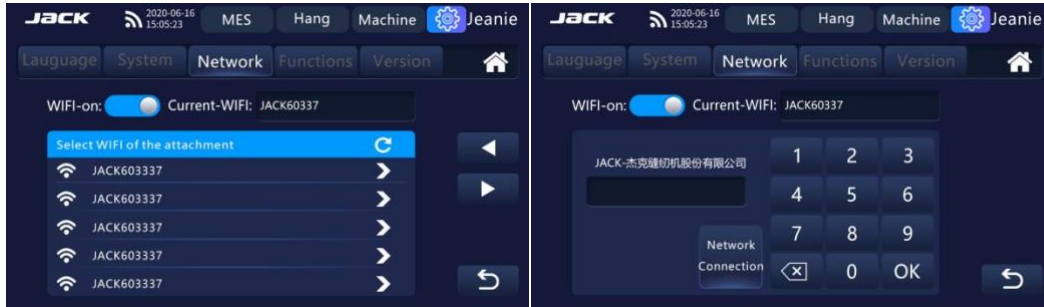 JACK 2020-06-16 15:05:23 MES Hang Machine Jeanie
Lauguage System Network Functions Version
WIFI-on: Current-WIFI: JACK60337
Select WIFI of the attachment
JACK603337
JACK603337
JACK603337
JACK603337
JACK603337
JACK 2020-06-16 15:05:23 MES Hang Machine Jeanie
Lauguage System Network Functions Version
WIFI-on: Current-WIFI: JACK60337
JACK-杰克缝纫机股份有限公司
1 2 3
4 5 6
7 8 9
Network
Connection
0 OK